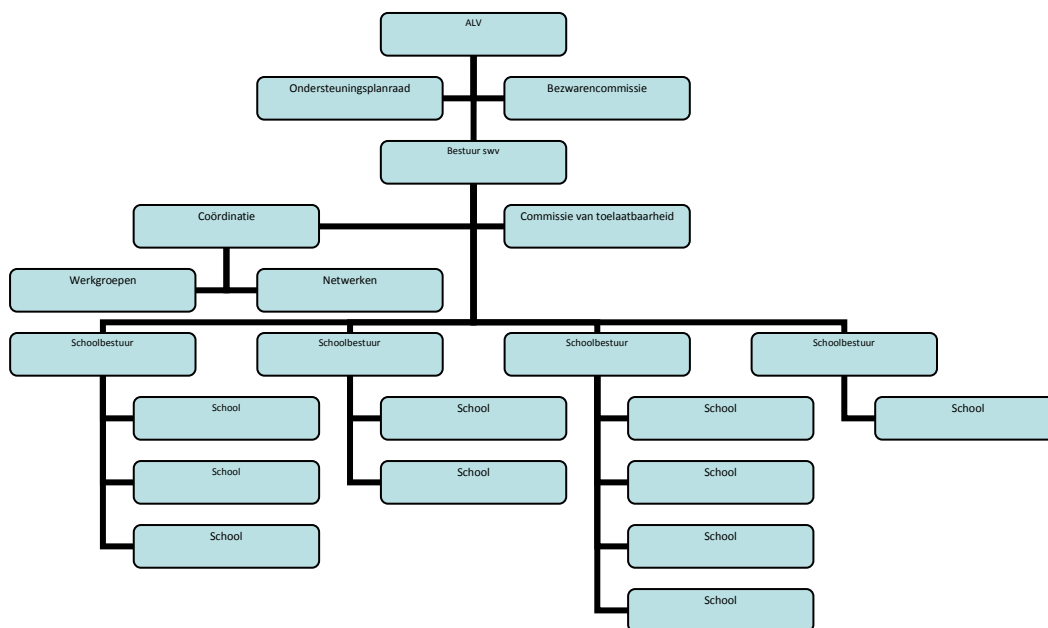 ALV
Ondersteuningsplanraad
Bezwarencommissie
Bestuur swv
Coördinatie
Commissie van toelaatbaarheid
Werkgroepen
Netwerken
Schoolbestuur
Schoolbestuur
Schoolbestuur
Schoolbestuur
School
School
School
School
School
School
School
School
School
School